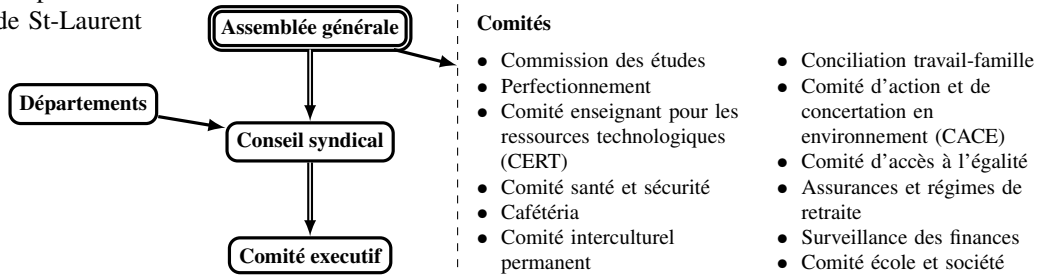 de St-Laurent
Assemblée générale
Départements
Conseil syndical
Comité executif
Comités
• Commission des études
• Perfectionnement
• Comité enseignant pour les
ressources technologiques
(CERT)
• Comité santé et sécurité
• Cafétéria
• Comité interculturel
permanent
• Conciliation travail-famille
• Comité d'action et de
concertation en
environnement (CACE)
• Comité d'accès à l'égalité
• Assurances et régimes de
retraite
• Surveillance des finances
• Comité école et société